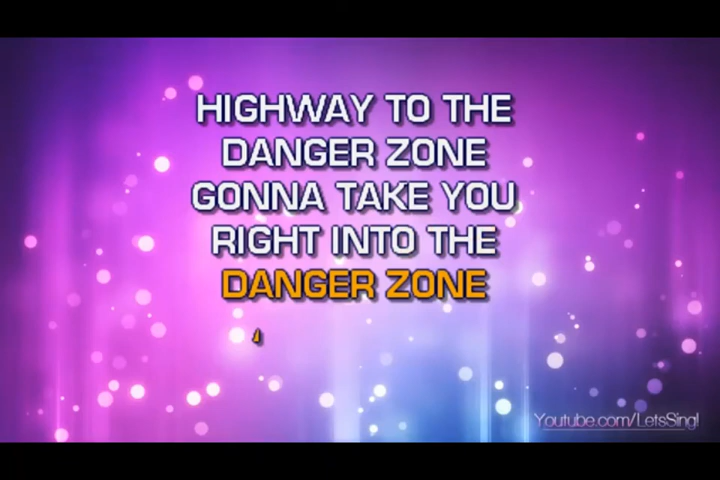 HIGHWAY TO THE
DANGER ZONE
GONNA TAKE YOU
RIGHT INTO THE
DANGER ZONE
Youtube.com/LetsSing!